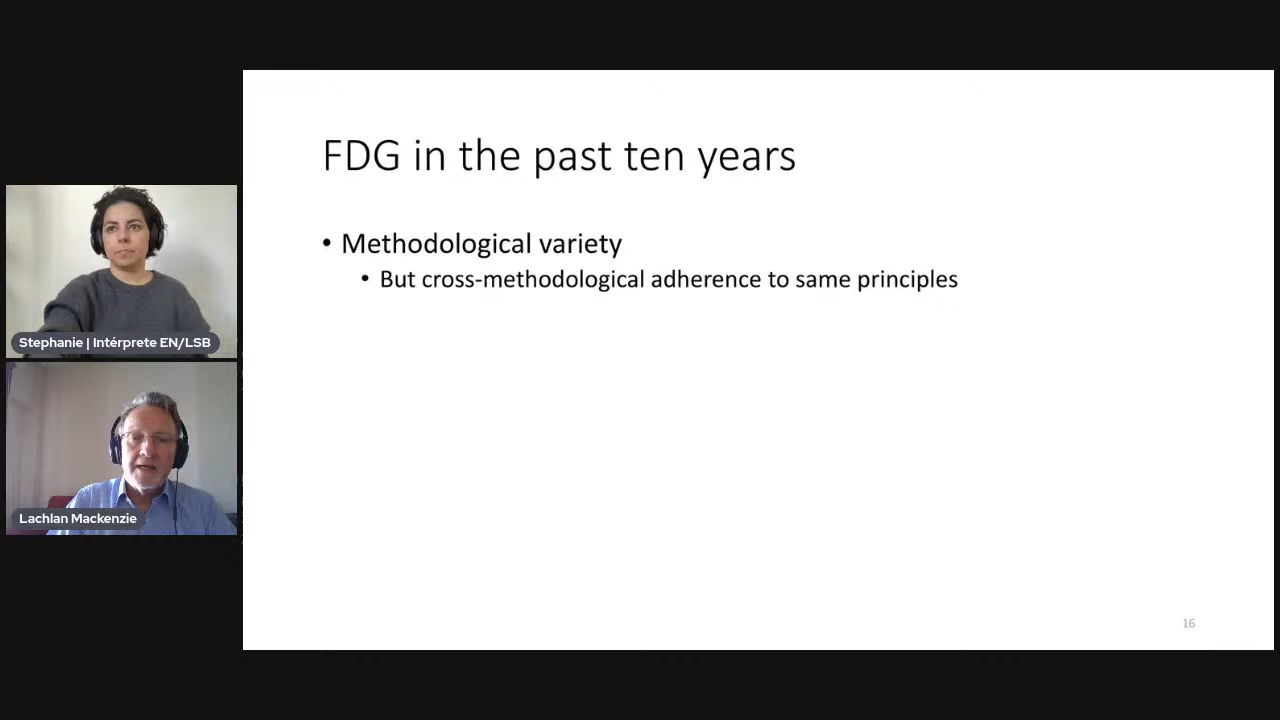 FDG in the past ten years
• Methodological variety
• But cross-methodological adherence to same principles
Stephanie | Intérprete EN/LSB
Lachlan Mackenzie
16